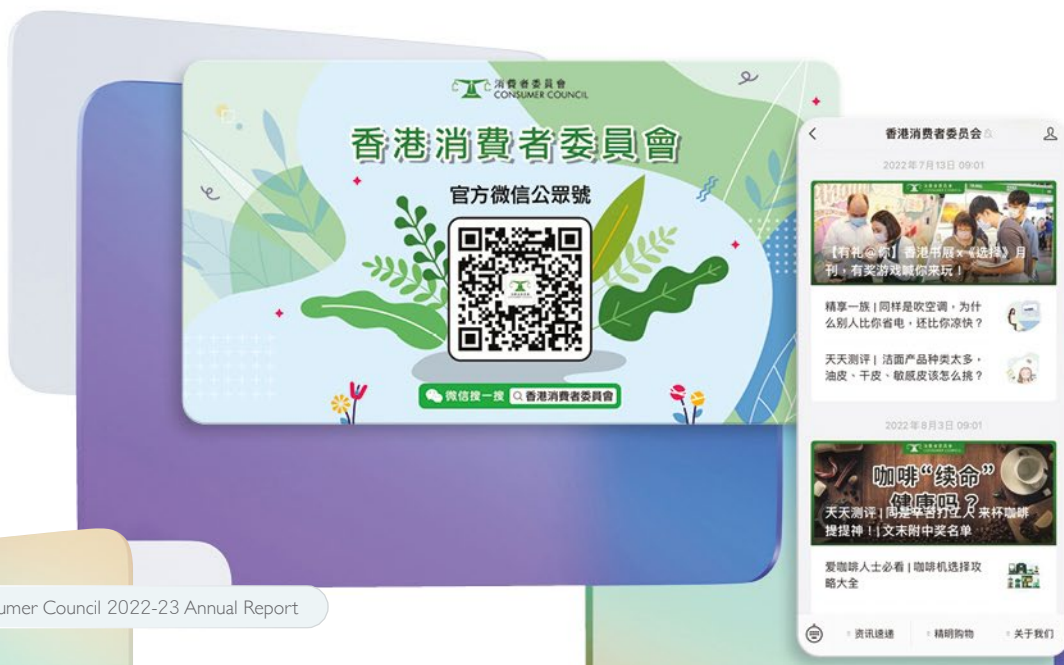 消費者委員會
CONSUMER COUNCIL
香港消費者委員會
官方微信公眾號
微信搜一搜 香港消費者委員會
香港消费者委员会
2022年7月13日 09:01
【有礼@你】香港书展×《选择》月
刊,有奖游戏喊你来玩!
精享一族 | 同样是吹空调,为什
么别人比你省电,还比你凉快?
天天测评 | 洁面产品种类太多,
油皮、干皮、敏感皮该怎么挑?
2022年8月3日 09:01
咖啡“续命”
健康吗?
天天测评 | 同是辛苦打工人 来杯咖啡
提提神! | 文末附中奖名单
爱咖啡人士必看 | 咖啡机选择攻
略大全
资讯速递 精明购物 关于我们
sumer Council 2022-23 Annual Report